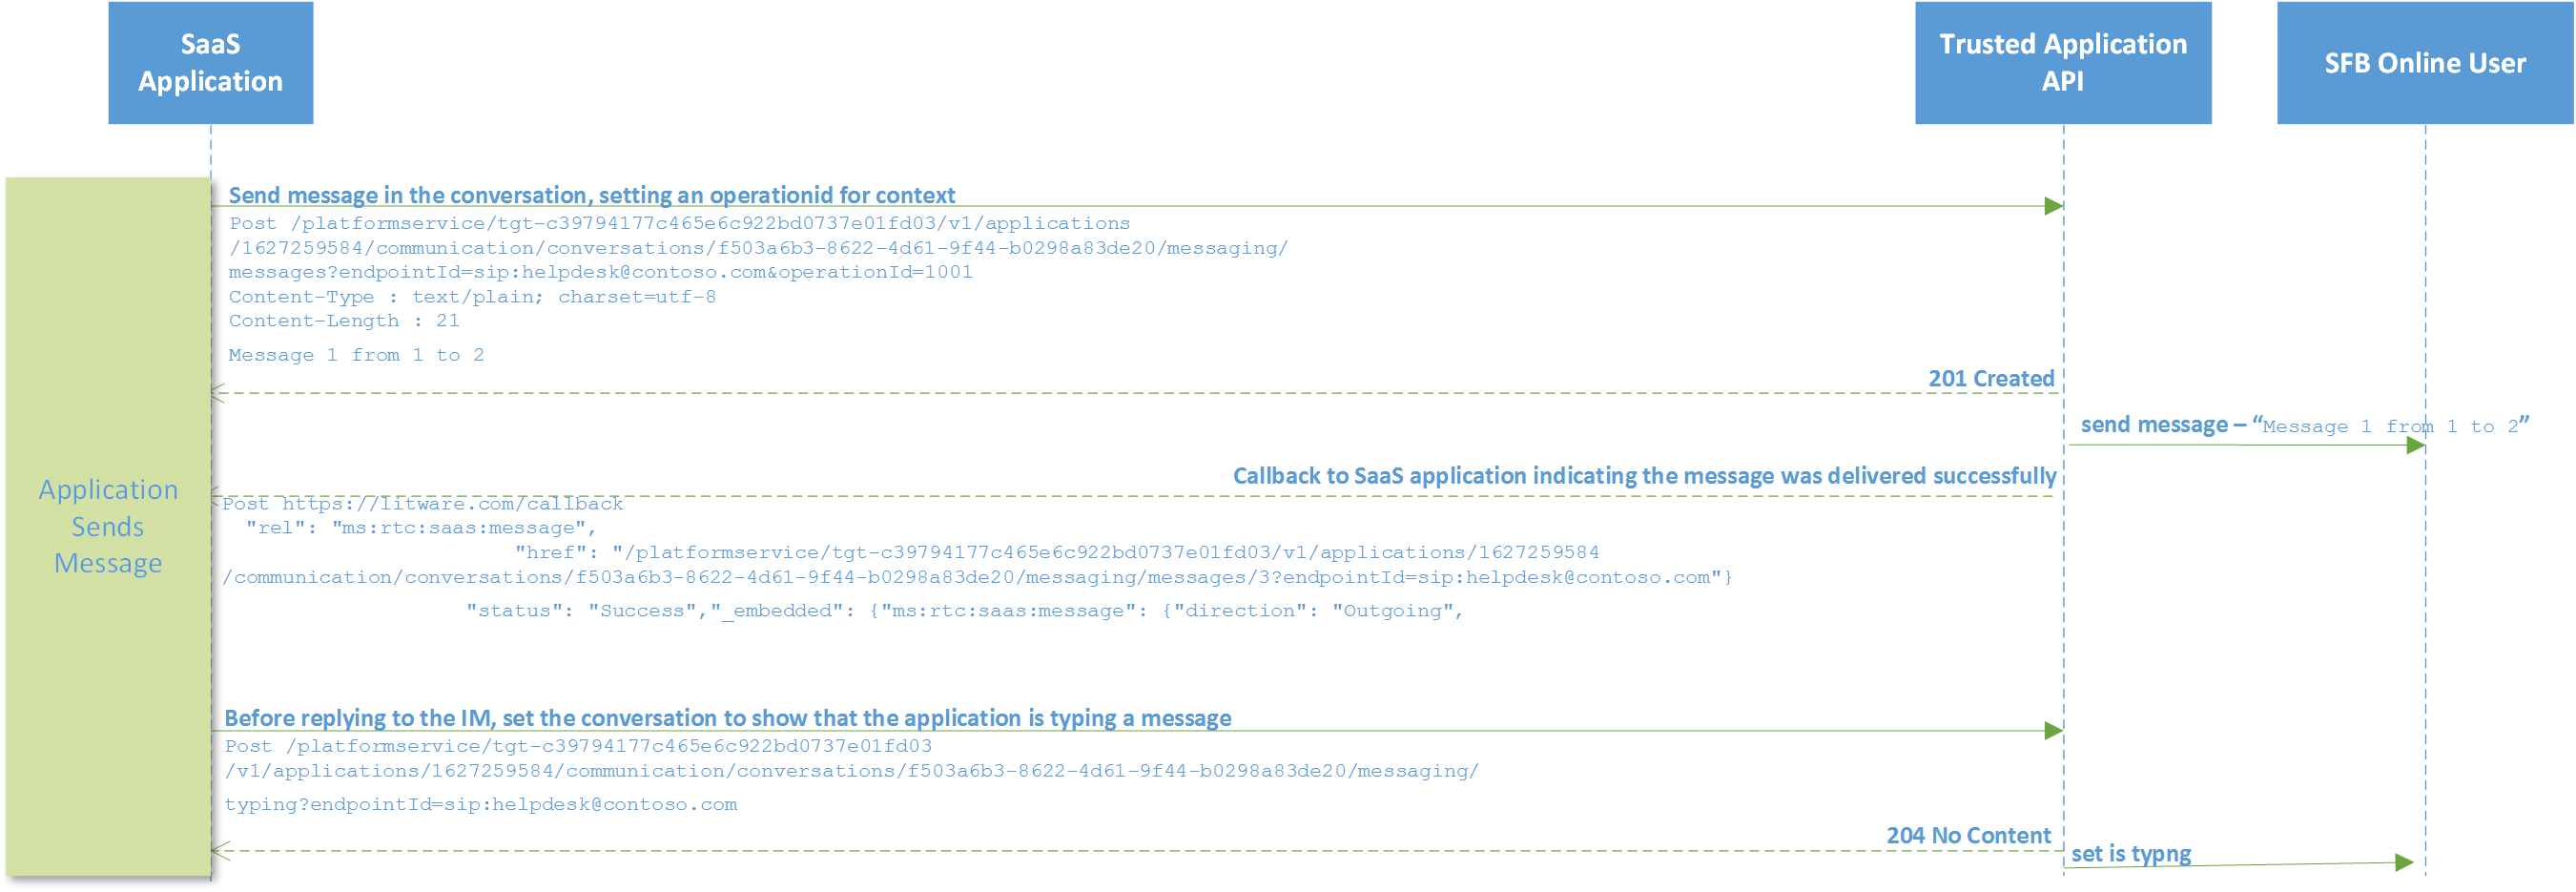 SaaS
Application
Trusted Application
API
SFB Online User
Send message in the conversation, setting an operationid for context
Post /platformservice/tgt-c39794177c465e6c922bd0737e01fd03/v1/applications
/1627259584/communication/conversations/f503a6b3-8622-4d61-9f44-b0298a83de20/messaging/
messages?endpointId=sip:helpdesk@contoso.com&operationId=1001
Content-Type : text/plain; charset=utf-8
Content-Length : 21
Message 1 from 1 to 2
201 Created
send message – “Message 1 from 1 to 2”
Callback to SaaS application indicating the message was delivered successfully
Post https://litware.com/callback
"rel": "ms:rtc:saas:message",
"href": "/platformservice/tgt-c39794177c465e6c922bd0737e01fd03/v1/applications/1627259584
/communication/conversations/f503a6b3-8622-4d61-9f44-b0298a83de20/messaging/messages/3?endpointId=sip:helpdesk@contoso.com"}
"status": "Success","_embedded": {"ms:rtc:saas:message": {"direction": "Outgoing",
Application
Sends
Message
Before replying to the IM, set the conversation to show that the application is typing a message
Post /platformservice/tgt-c39794177c465e6c922bd0737e01fd03
/v1/applications/1627259584/communication/conversations/f503a6b3-8622-4d61-9f44-b0298a83de20/messaging/
typing?endpointId=sip:helpdesk@contoso.com
204 No Content
set is typng